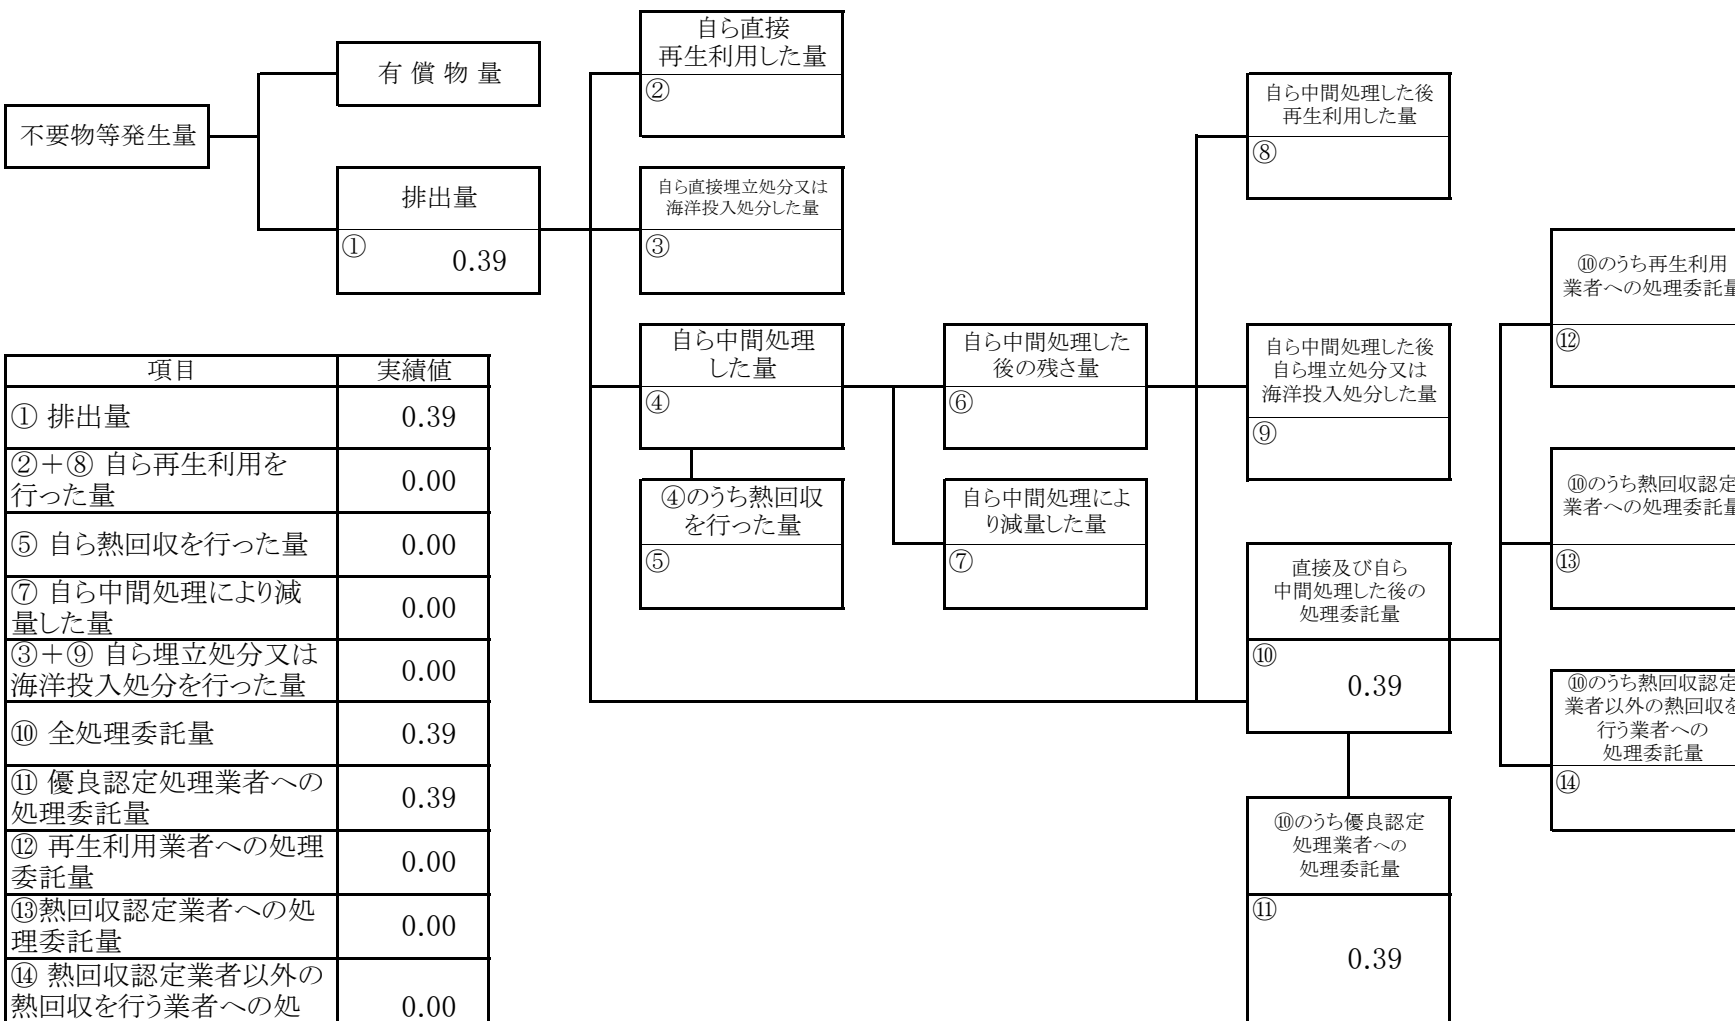 不要物等発生量
有 償 物 量
排出量
①
0.39
自ら直接
再生利用した量
②
自ら直接埋立処分又は
海洋投入処分した量
③
自ら中間処理
した量
④
④のうち熱回収
を行った量
⑤
自ら中間処理した
後の残さ量
⑥
自ら中間処理によ
り減量した量
⑦
自ら中間処理した後
再生利用した量
⑧
自ら中間処理した後
自ら埋立処分又は
海洋投入処分した量
⑨
直接及び自ら
中間処理した後の
処理委託量
⑩
0.39
⑩のうち優良認定
処理業者への
処理委託量
⑪
0.39
⑩のうち再生利用
業者への処理委託量
⑫
⑩のうち熱回収認定
業者への処理委託量
⑬
⑩のうち熱回収認定
業者以外の熱回収を
行う業者への
処理委託量
⑭
項目 実績値
① 排出量 0.39
②+⑧ 自ら再生利用を
行った量 0.00
⑤ 自ら熱回収を行った量 0.00
⑦ 自ら中間処理により減
量した量 0.00
③+⑨ 自ら埋立処分又は
海洋投入処分を行った量 0.00
⑩ 全処理委託量 0.39
⑪ 優良認定処理業者への
処理委託量 0.39
⑫ 再生利用業者への処理
委託量 0.00
⑬熱回収認定業者への処
理委託量 0.00
⑭ 熱回収認定業者以外の
熱回収を行う業者への処 0.00